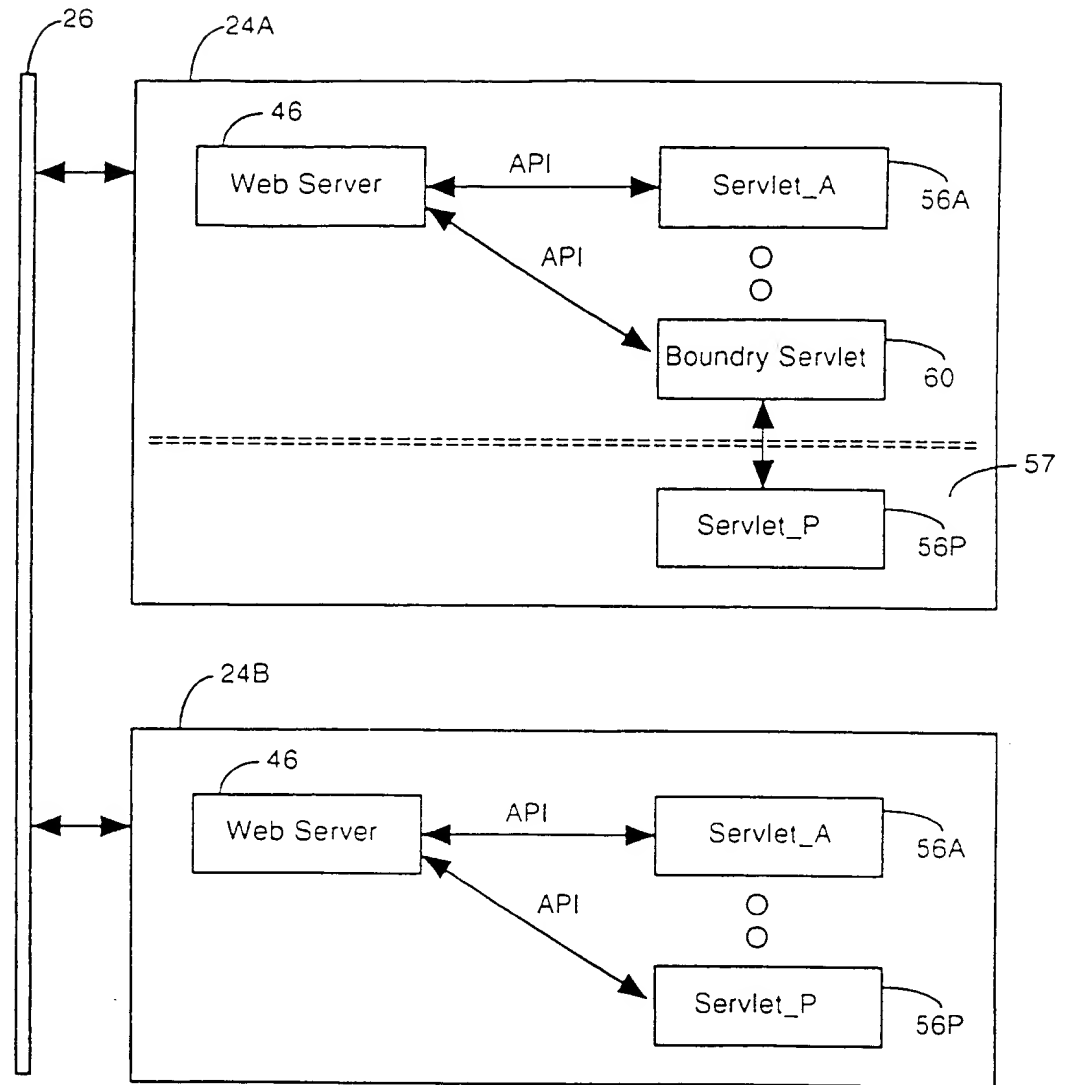 26
24A
46
Web Server
API
Servlet_A
56A
API
Boundry Servlet
60
57
Servlet_P
56P
24B
46
Web Server
API
Servlet_A
56A
API
Servlet_P
56P